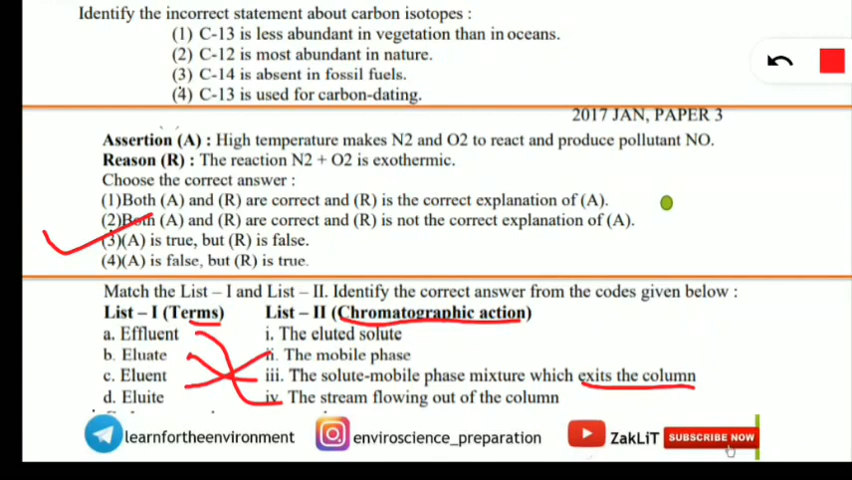 Identify the incorrect statement about carbon isotopes :
(1) C-13 is less abundant in vegetation than in oceans.
(2) C-12 is most abundant in nature.
(3) C-14 is absent in fossil fuels.
(4) C-13 is used for carbon-dating.
2017 JAN, PAPER 3
Assertion (A) : High temperature makes N2 and O2 to react and produce pollutant NO.
Reason (R) : The reaction N2 + O2 is exothermic.
Choose the correct answer :
(1)Both (A) and (R) are correct and (R) is the correct explanation of (A).
(2)Both (A) and (R) are correct and (R) is not the correct explanation of (A).
(3)(A) is true, but (R) is false.
(4)(A) is false, but (R) is true.
Match the List – I and List – II. Identify the correct answer from the codes given below :
List – I (Terms) List – II (Chromatographic action)
a. Effluent i. The eluted solute
b. Eluate ii. The mobile phase
c. Eluent iii. The solute-mobile phase mixture which exits the column
d. Eluite iv. The stream flowing out of the column
learnfortheenvironment enviroscience_preparation ZakLiT SUBSCRIBE NOW